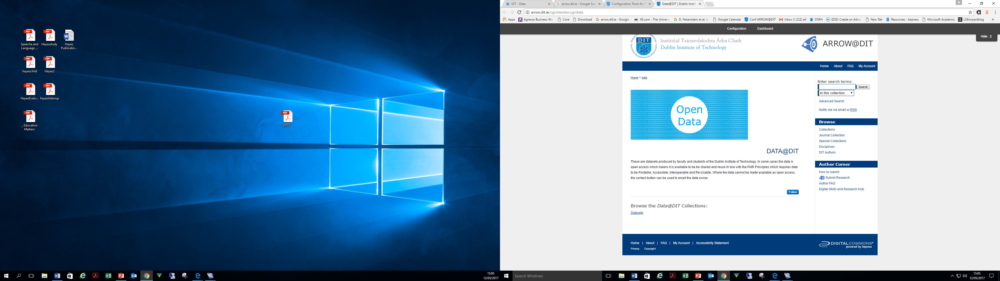 Speecha and
Language ...
Hayesstudy
Hayes
Publicatio...
hayeschild
Hayes2
HayesEvalu...
hayeslistenup
_ Education
Matters
JOC2
15:05
12/05/2017
DIT - Data
arrow.dit.ie - Google Sea
Configuration Tools for D
Data@DIT | Dublin Instit
arrow.dit.ie/cgi/siteview.cgi/data
Apps
Agresso Business Wo
Core
Download
arrow.dit.ie - Google
XE.com - The Univers
D. Felsenstein et al, (e
Google Calendar
Conf ARROW@DIT
Inbox (1,222) ail
DSRH
EZID: Create an Adva
New Tab
Resources - bepress
Microsoft Academic
LSEimpactblog
Configuration
Dashboard
Hide
D·I·T
Institiúid Teicneolaíochta Átha Cliath
Dublin Institute of Technology
ARROW@DIT
Home About FAQ My Account
Home > data
Open
Data
DATA@DIT
These are datasets produced by faculty and students of the Dublin Institute of Technology. In some cases the data is
open access which means it is available to be be shared and reuse in line with the FAIR Principles which requires data
to be Findable, Accessible, Interoperable and Re-Usable. Where the data cannot be made available as open access,
the contact button can be used to email the data owner.
Follow
Browse the Data@DIT Collections:
Datasets
Enter search terms:
Search
in this collection
Advanced Search
Notify me via email or RSS
Browse
Collections
Journal Collection
Special Collections
Disciplines
DIT Authors
Author Corner
How to submit
Submit Research
Author FAQ
Digital Skills and Research Hub
Home | About | FAQ | My Account | Accessibility Statement
Privacy Copyright
DIGITALCOMMONS
powered by bepress
Search Windows
15:05
12/05/2017